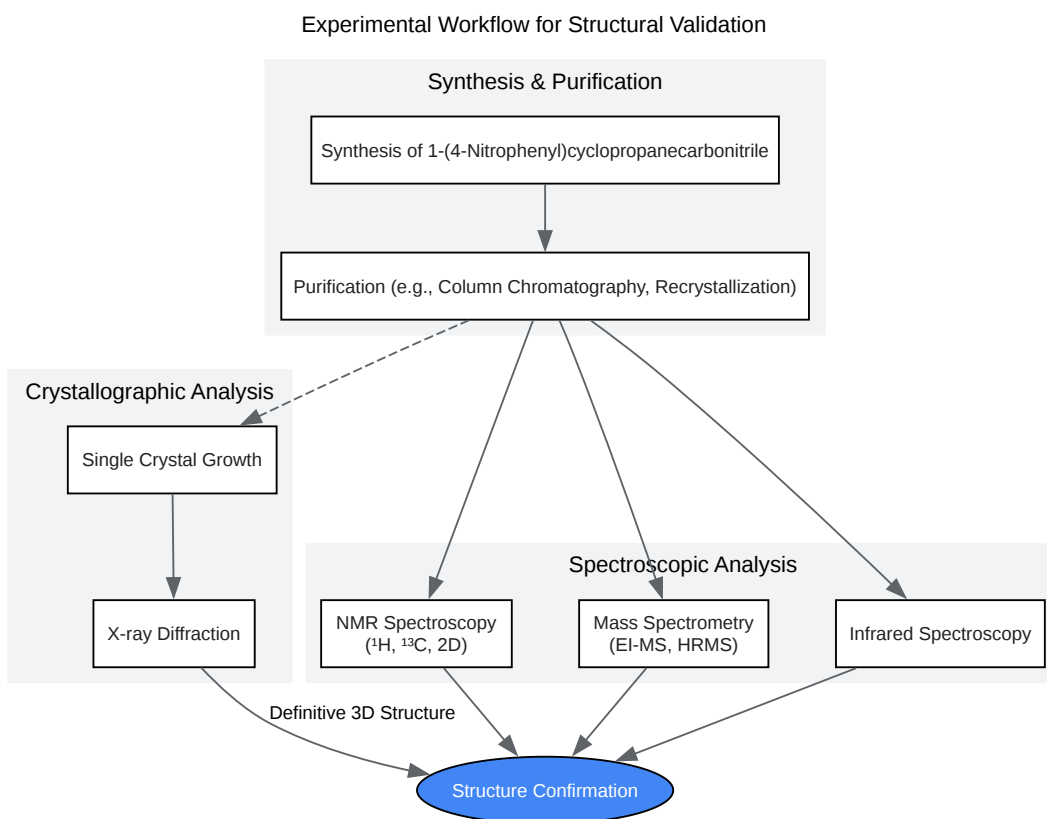 Experimental Workflow for Structural Validation
Synthesis & Purification
Synthesis of 1-(4-Nitrophenyl)cyclopropanecarbonitrile
Purification (e.g., Column Chromatography, Recrystallization)
Crystallographic Analysis
Single Crystal Growth
X-ray Diffraction
Spectroscopic Analysis
NMR Spectroscopy
(¹H, ¹³C, 2D)
Mass Spectrometry
(EI-MS, HRMS)
Infrared Spectroscopy
Definitive 3D Structure
Structure Confirmation